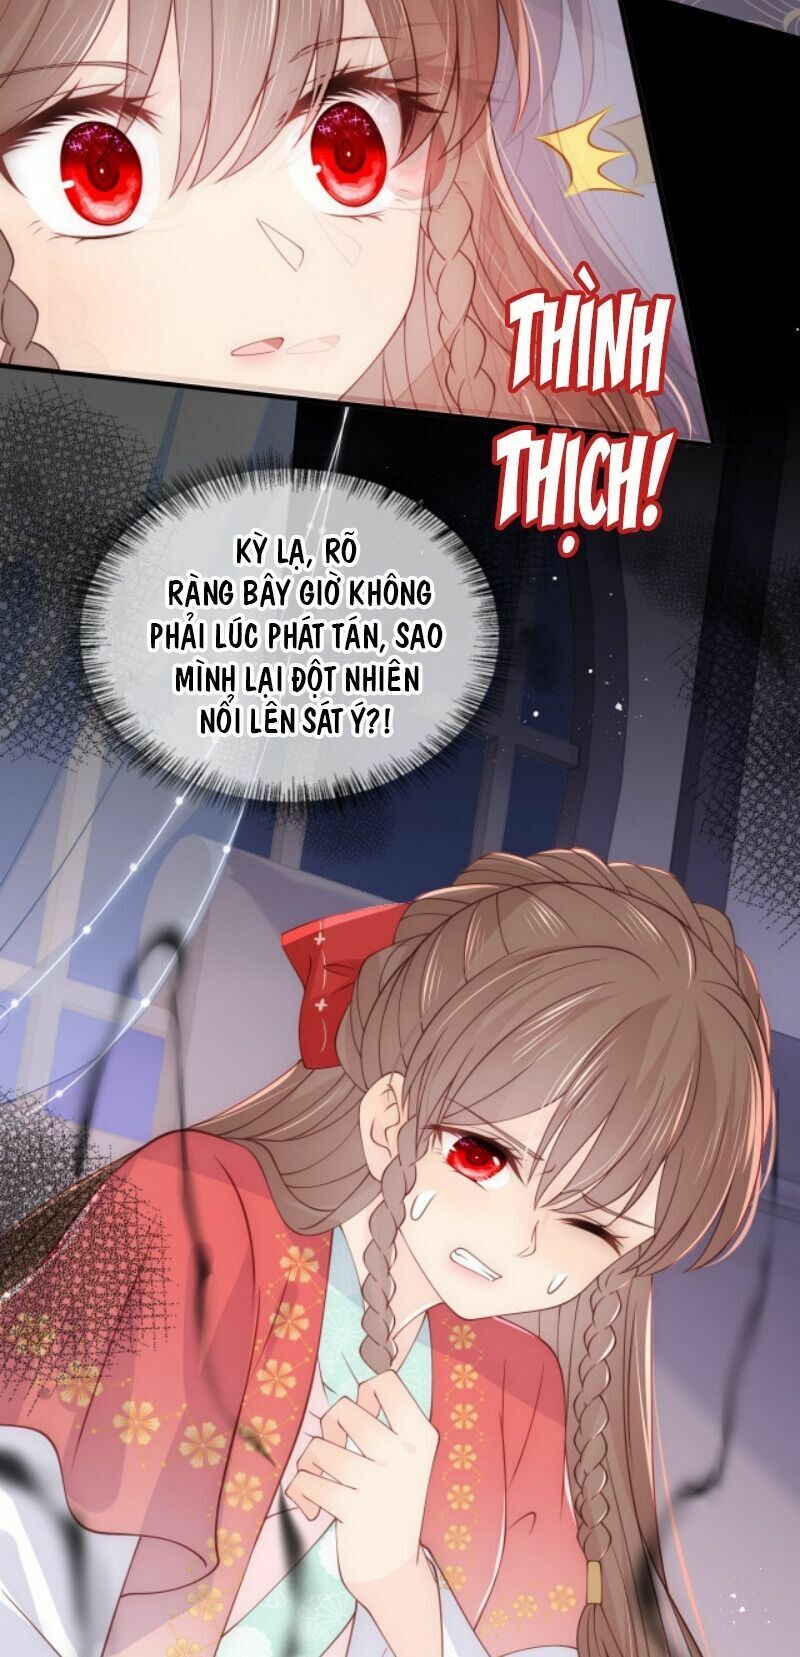 THÌNH
THỊCH!
KỲ LẠ, RÕ
RÀNG BÂY GIỜ KHÔNG
PHẢI LÚC PHÁT TÁN, SAO
MÌNH LẠI ĐỘT NHIÊN
NỔI LÊN SÁT Ý?!